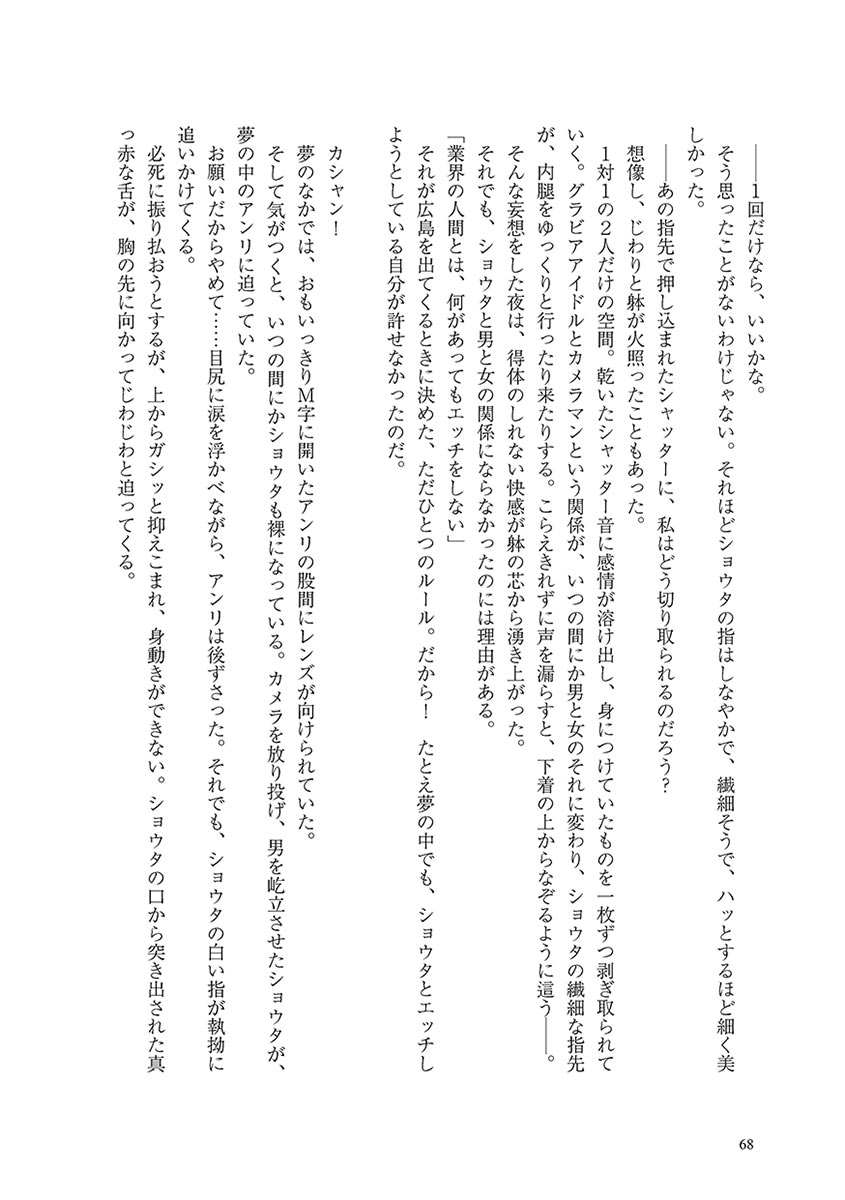 ――1回だけなら、いいかな。
そう思ったことがないわけじゃない。それほどショウタの指はしなやかで、繊細そうで、ハッとするほど細く美
しかった。
――あの指先で押し込まれたシャッターに、私はどう切り取られるのだろう？
想像し、じわりと躰が火照ったこともあった。
1対1の2人だけの空間。乾いたシャッター音に感情が溶け出し、身につけていたものを一枚ずつ剥ぎ取られて
いく。グラビアアイドルとカメラマンという関係が、いつの間にか男と女のそれに変わり、ショウタの繊細な指先
が、内腿をゆっくりと行ったり来たりする。こらえきれずに声を漏らすと、下着の上からなぞるように這う――。
そんな妄想をした夜は、得体のしれない快感が躰の芯から湧き上がった。
それでも、ショウタと男と女の関係にならなかったのには理由がある。
「業界の人間とは、何があってもエッチをしない」
それが広島を出てくるときに決めた、ただひとつのルール。だから！　たとえ夢の中でも、ショウタとエッチし
ようとしている自分が許せなかったのだ。
カシャン！
夢のなかでは、おもいっきりM字に開いたアンリの股間にレンズが向けられていた。
そして気がつくと、いつの間にかショウタも裸になっている。カメラを放り投げ、男を屹立させたショウタが、
夢の中のアンリに迫っていた。
お願いだからやめて……目尻に涙を浮かべながら、アンリは後ずさった。それでも、ショウタの白い指が執拗に
追いかけてくる。
必死に振り払おうとするが、上からガシッと抑えこまれ、身動きができない。ショウタの口から突き出された真
っ赤な舌が、胸の先に向かってじわじわと迫ってくる。
68